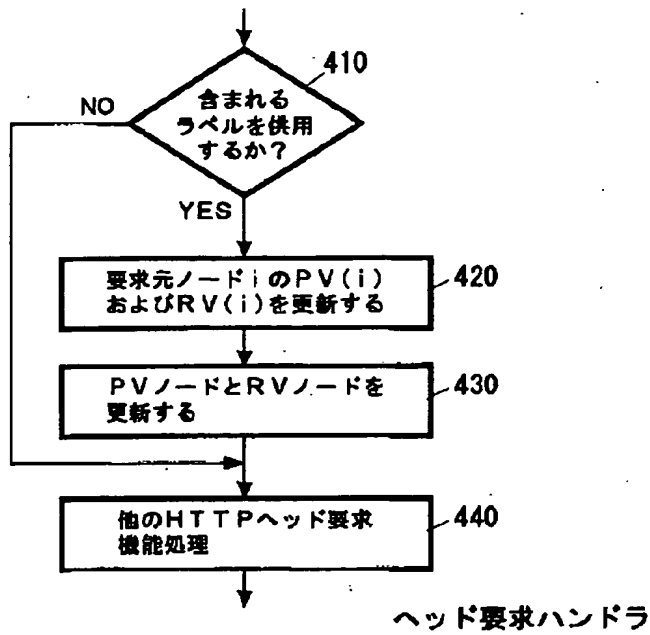 410
含まれる
ラベルを供用
するか？
NO
YES
要求元ノードiのPV(i)
およびRV(i)を更新する
420
PVノードとRVノードを
更新する
430
他のHTTPヘッド要求
機能処理
440
ヘッド要求ハンドラ